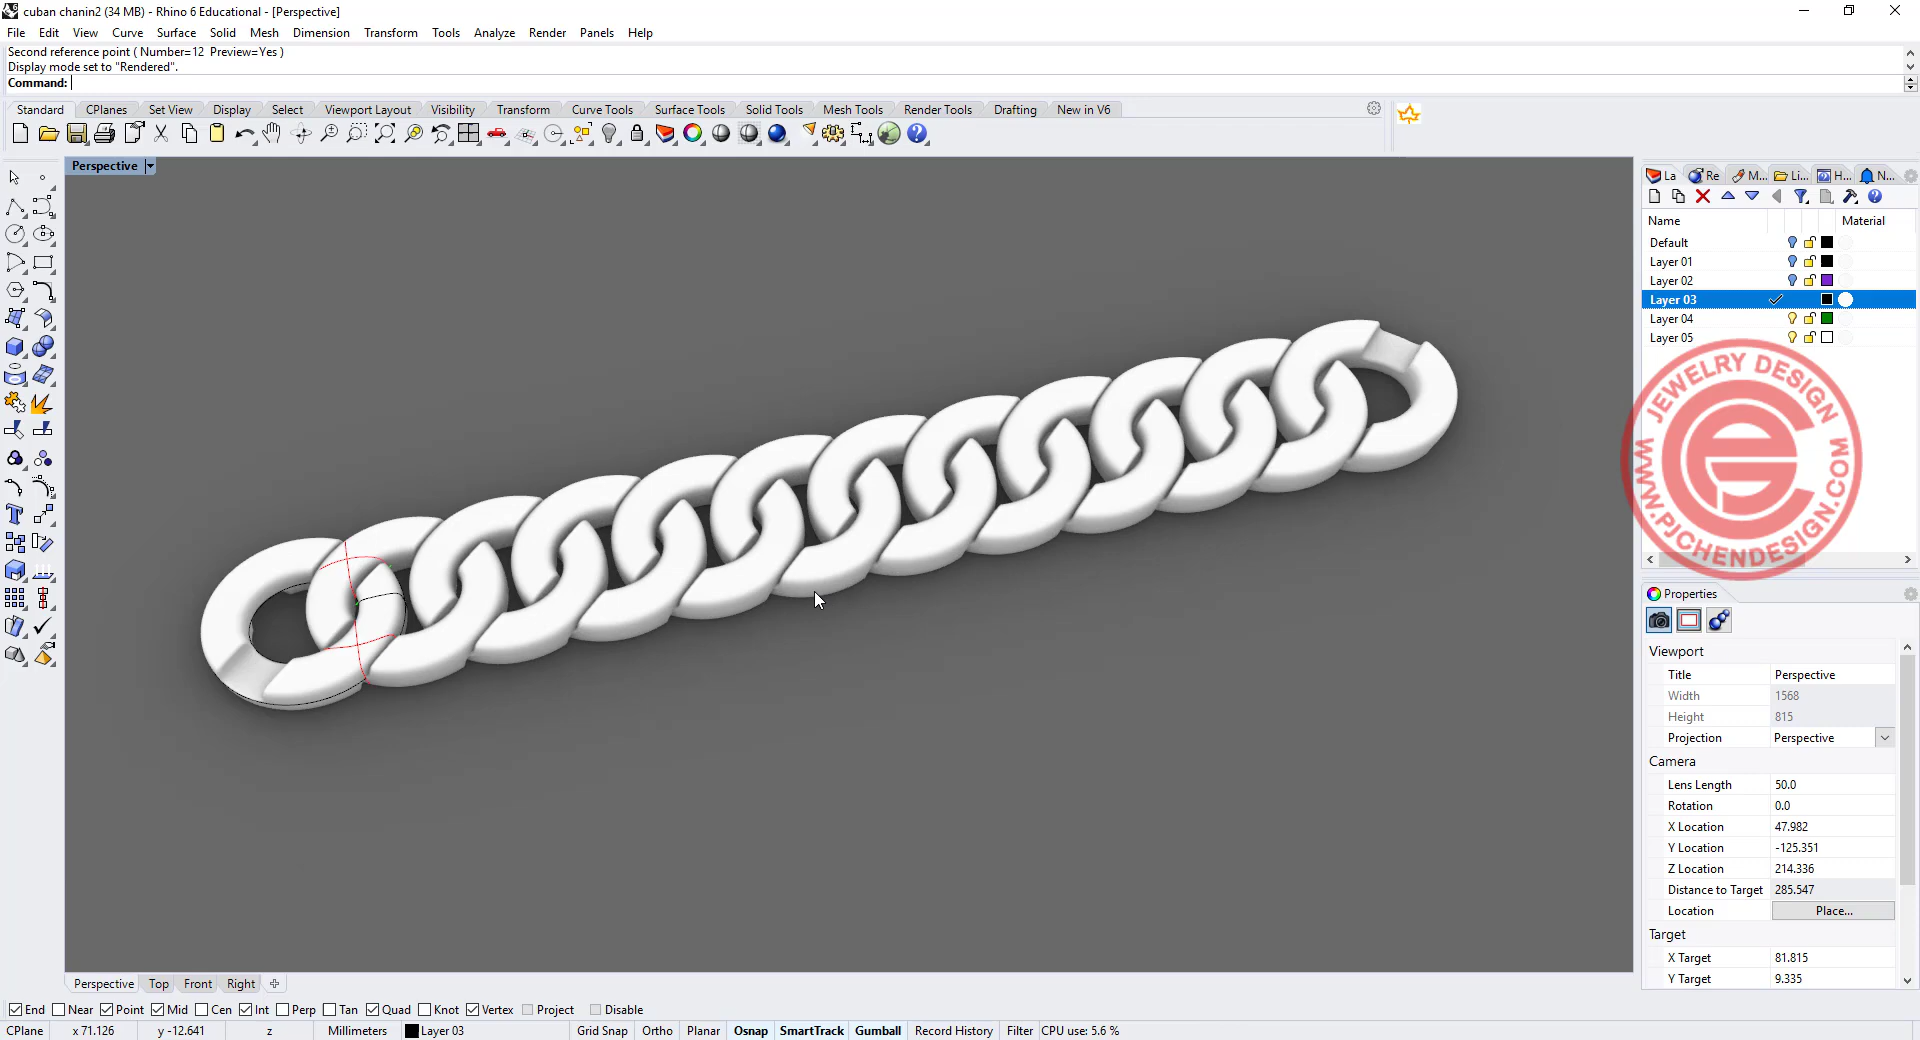 cuban chanin2 (34 MB) - Rhino 6 Educational - [Perspective]
File Edit View Curve Surface Solid Mesh Dimension Transform Tools Analyze Render Panels Help
Second reference point ( Number=12 Preview=Yes )
Display mode set to "Rendered".
Command:
Standard CPlanes Set View Display Select Viewport Layout Visibility Transform Curve Tools Surface Tools Solid Tools Mesh Tools Render Tools Drafting New in V6
Perspective
La Re M... Li... H... N...
Name Material
Default
Layer 01
Layer 02
Layer 03
Layer 04
Layer 05
JEWELRY DESIGN
WWW.PJCHENDESIGN.COM
Properties
Viewport
Title Perspective
Width 1568
Height 815
Projection Perspective
Camera
Lens Length 50.0
Rotation 0.0
X Location 47.982
Y Location -125.351
Z Location 214.336
Distance to Target 285.547
Location Place...
Target
X Target 81.815
Y Target 9.335
Perspective Top Front Right
End Near Point Mid Cen Int Perp Tan Quad Knot Vertex Project Disable
CPlane x 71.126 y -12.641 z Millimeters Layer 03 Grid Snap Ortho Planar Osnap SmartTrack Gumball Record History Filter CPU use: 5.6 %